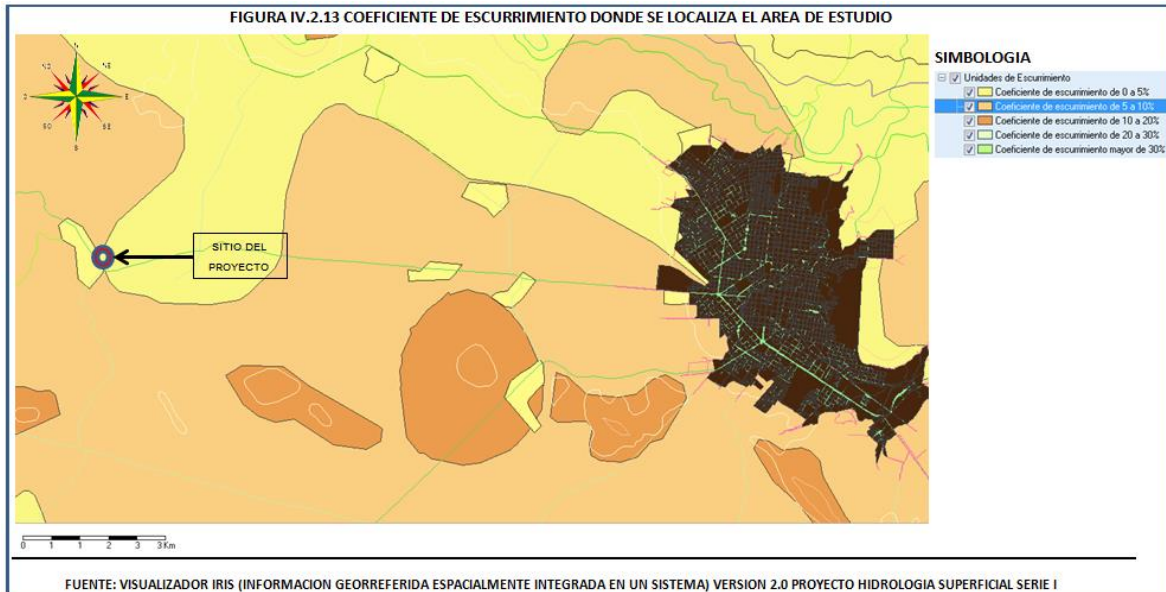 FIGURA IV.2.13 COEFICIENTE DE ESCURRIMIENTO DONDE SE LOCALIZA EL AREA DE ESTUDIO
SIMBOLOGIA
Unidades de Escurrimiento
Coeficiente de escurrimiento de 0 a 5%
Coeficiente de escurrimiento de 5 a 10%
Coeficiente de escurrimiento de 10 a 20%
Coeficiente de escurrimiento de 20 a 30%
Coeficiente de escurrimiento mayor de 30%
N
NE
E
SE
S
SO
SITIO DEL
PROYECTO
0 1 1 2 3 3 Km
FUENTE: VISUALIZADOR IRIS (INFORMACION GEORREFERIDA ESPACIALMENTE INTEGRADA EN UN SISTEMA) VERSION 2.0 PROYECTO HIDROLOGIA SUPERFICIAL SERIE I